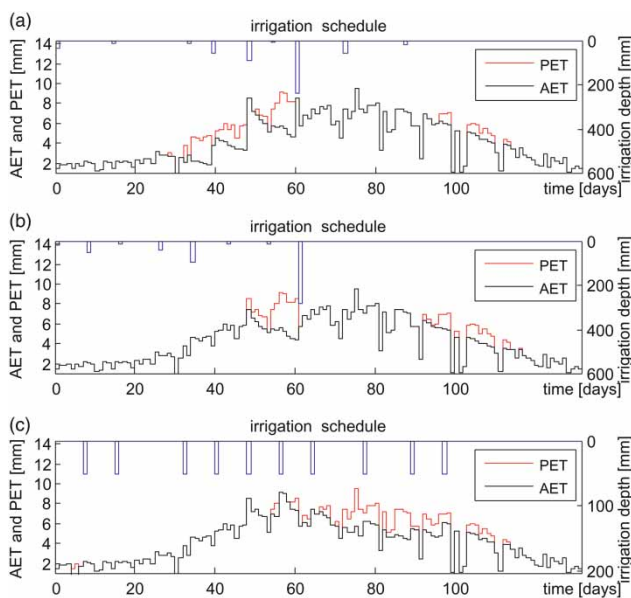 (a)
irrigation schedule
AET and PET [mm]
14
12
10
8
6
4
2
0
200
400
600
irrigation depth [mm]
PET
AET
0
20
40
60
80
100
time [days]
(b)
irrigation schedule
AET and PET [mm]
14
12
10
8
6
4
2
0
200
400
600
irrigation depth [mm]
PET
AET
0
20
40
60
80
100
time [days]
(c)
irrigation schedule
AET and PET [mm]
14
12
10
8
6
4
2
0
50
100
150
200
irrigation depth [mm]
PET
AET
0
20
40
60
80
100
time [days]